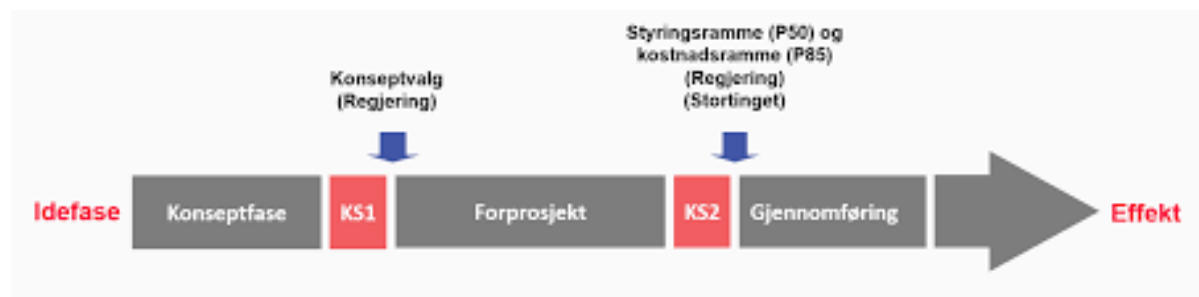 Styringsramme (P50) og
kostnadsramme (P85)
(Regjering)
(Stortinget)
Konseptvalg
(Regjering)
Idefase
Konseptfase
KS1
Forprosjekt
KS2
Gjennomføring
Effekt